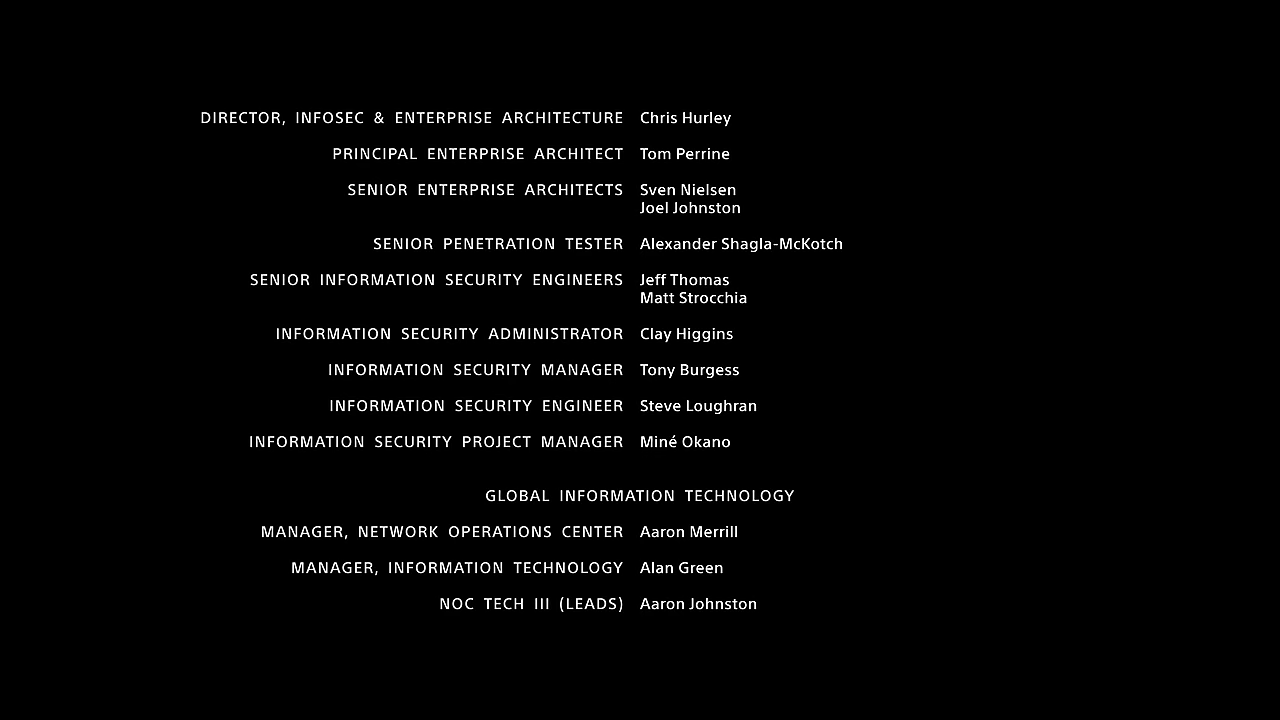 DIRECTOR, INFOSEC & ENTERPRISE ARCHITECTURE Chris Hurley
PRINCIPAL ENTERPRISE ARCHITECT Tom Perrine
SENIOR ENTERPRISE ARCHITECTS Sven Nielsen
Joel Johnston
SENIOR PENETRATION TESTER Alexander Shagla-McKotch
SENIOR INFORMATION SECURITY ENGINEERS Jeff Thomas
Matt Strocchia
INFORMATION SECURITY ADMINISTRATOR Clay Higgins
INFORMATION SECURITY MANAGER Tony Burgess
INFORMATION SECURITY ENGINEER Steve Loughran
INFORMATION SECURITY PROJECT MANAGER Miné Okano
GLOBAL INFORMATION TECHNOLOGY
MANAGER, NETWORK OPERATIONS CENTER Aaron Merrill
MANAGER, INFORMATION TECHNOLOGY Alan Green
NOC TECH III (LEADS) Aaron Johnston